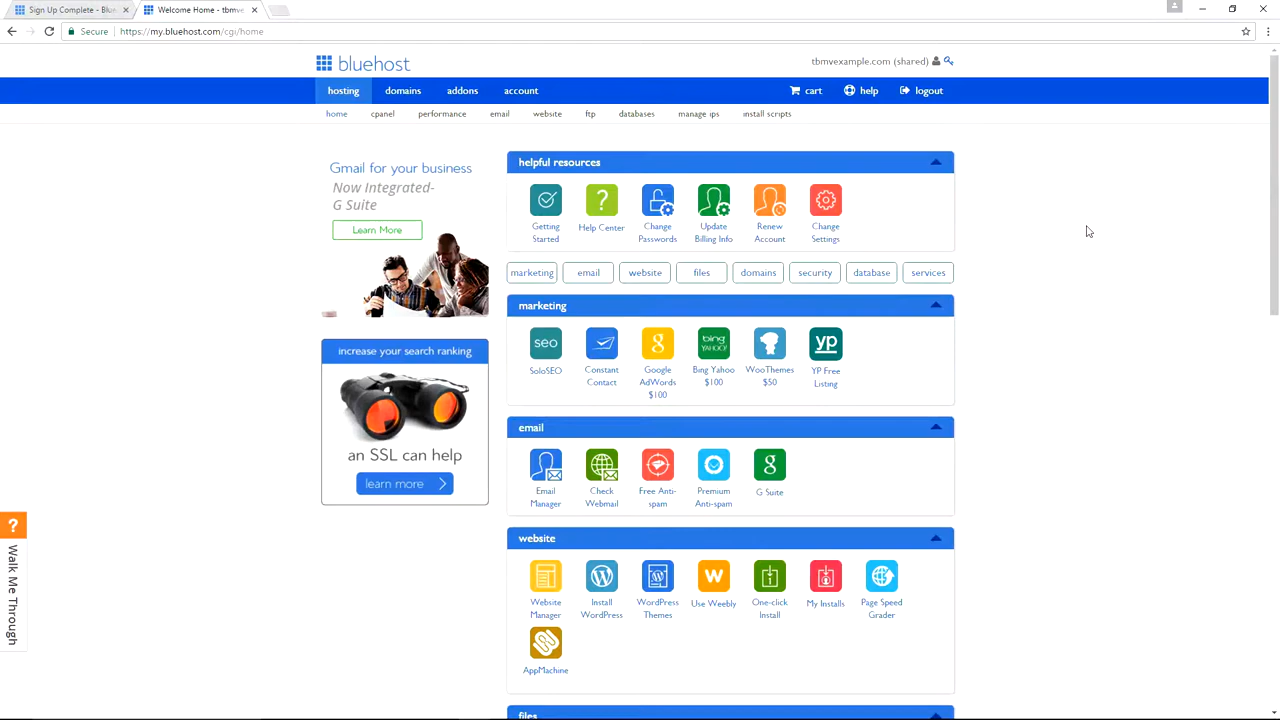 Sign Up Complete - Blu
Welcome Home - tbmv
Secure
https://my.bluehost.com/cgi/home
bluehost
tbmvexample.com (shared)
hosting domains addons account
cart help logout
home cpanel performance email website ftp databases manage ips install scripts
Gmail for your business
Now Integrated-
G Suite
Learn More
increase your search ranking
an SSL can help
learn more
? Walk Me Through
helpful resources
Getting Started
Help Center
Change Passwords
Update Billing Info
Renew Account
Change Settings
marketing email website files domains security database services
marketing
seo
SoloSEO
Constant Contact
g
Google AdWords $100
bing YAHOO!
Bing Yahoo $100
WooThemes $50
yp
YP Free Listing
email
Email Manager
Check Webmail
Free Anti-spam
Premium Anti-spam
g
G Suite
website
Website Manager
Install WordPress
WordPress Themes
W
Use Weebly
One-click Install
My Installs
Page Speed Grader
AppMachine
files